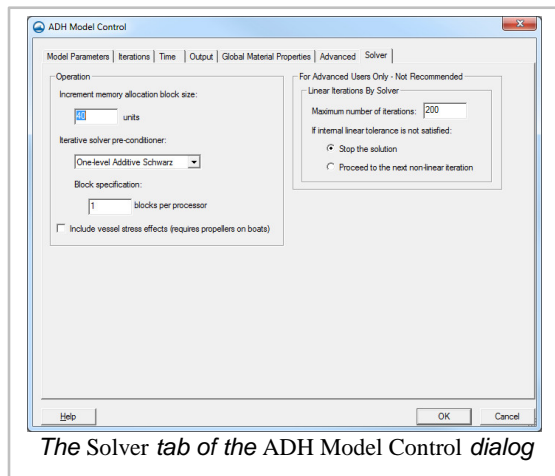 ADH Model Control
Model Parameters Iterations Time Output Global Material Properties Advanced Solver
Operation
Increment memory allocation block size:
40 units
Iterative solver pre-conditioner:
One-level Additive Schwarz
Block specification:
1 blocks per processor
Include vessel stress effects (requires propellers on boats)
For Advanced Users Only - Not Recommended
Linear Iterations By Solver
Maximum number of iterations: 200
If internal linear tolerance is not satisfied:
Stop the solution
Proceed to the next non-linear iteration
Help OK Cancel
The Solver tab of the ADH Model Control dialog